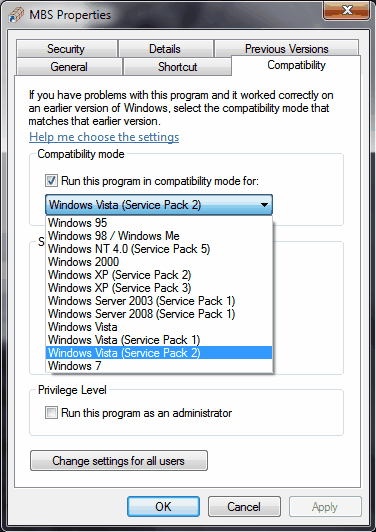 MBS Properties
Security Details Previous Versions
General Shortcut Compatibility
If you have problems with this program and it worked correctly on
an earlier version of Windows, select the compatibility mode that
matches that earlier version.
Help me choose the settings
Compatibility mode
Run this program in compatibility mode for:
Windows Vista (Service Pack 2)
Windows 95
Windows 98 / Windows Me
Windows NT 4.0 (Service Pack 5)
Windows 2000
Windows XP (Service Pack 2)
Windows XP (Service Pack 3)
Windows Server 2003 (Service Pack 1)
Windows Server 2008 (Service Pack 1)
Windows Vista
Windows Vista (Service Pack 1)
Windows Vista (Service Pack 2)
Windows 7
Privilege Level
Run this program as an administrator
Change settings for all users
OK Cancel Apply